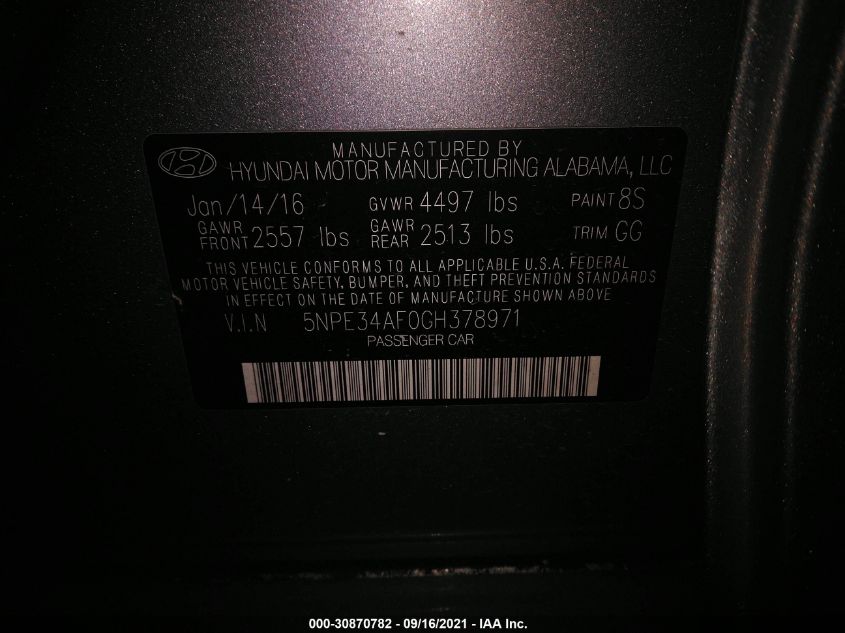 MANUFACTURED BY
HYUNDAI MOTOR MANUFACTURING ALABAMA, LLC
Jan/14/16 GVWR 4497 lbs PAINT 8S
GAWR FRONT 2557 lbs GAWR REAR 2513 lbs TRIM GG
THIS VEHICLE CONFORMS TO ALL APPLICABLE U.S.A. FEDERAL
MOTOR VEHICLE SAFETY, BUMPER, AND THEFT PREVENTION STANDARDS
IN EFFECT ON THE DATE OF MANUFACTURE SHOWN ABOVE
V.I.N 5NPE34AF0GH378971
PASSENGER CAR
000-30870782 - 09/16/2021 - IAA Inc.